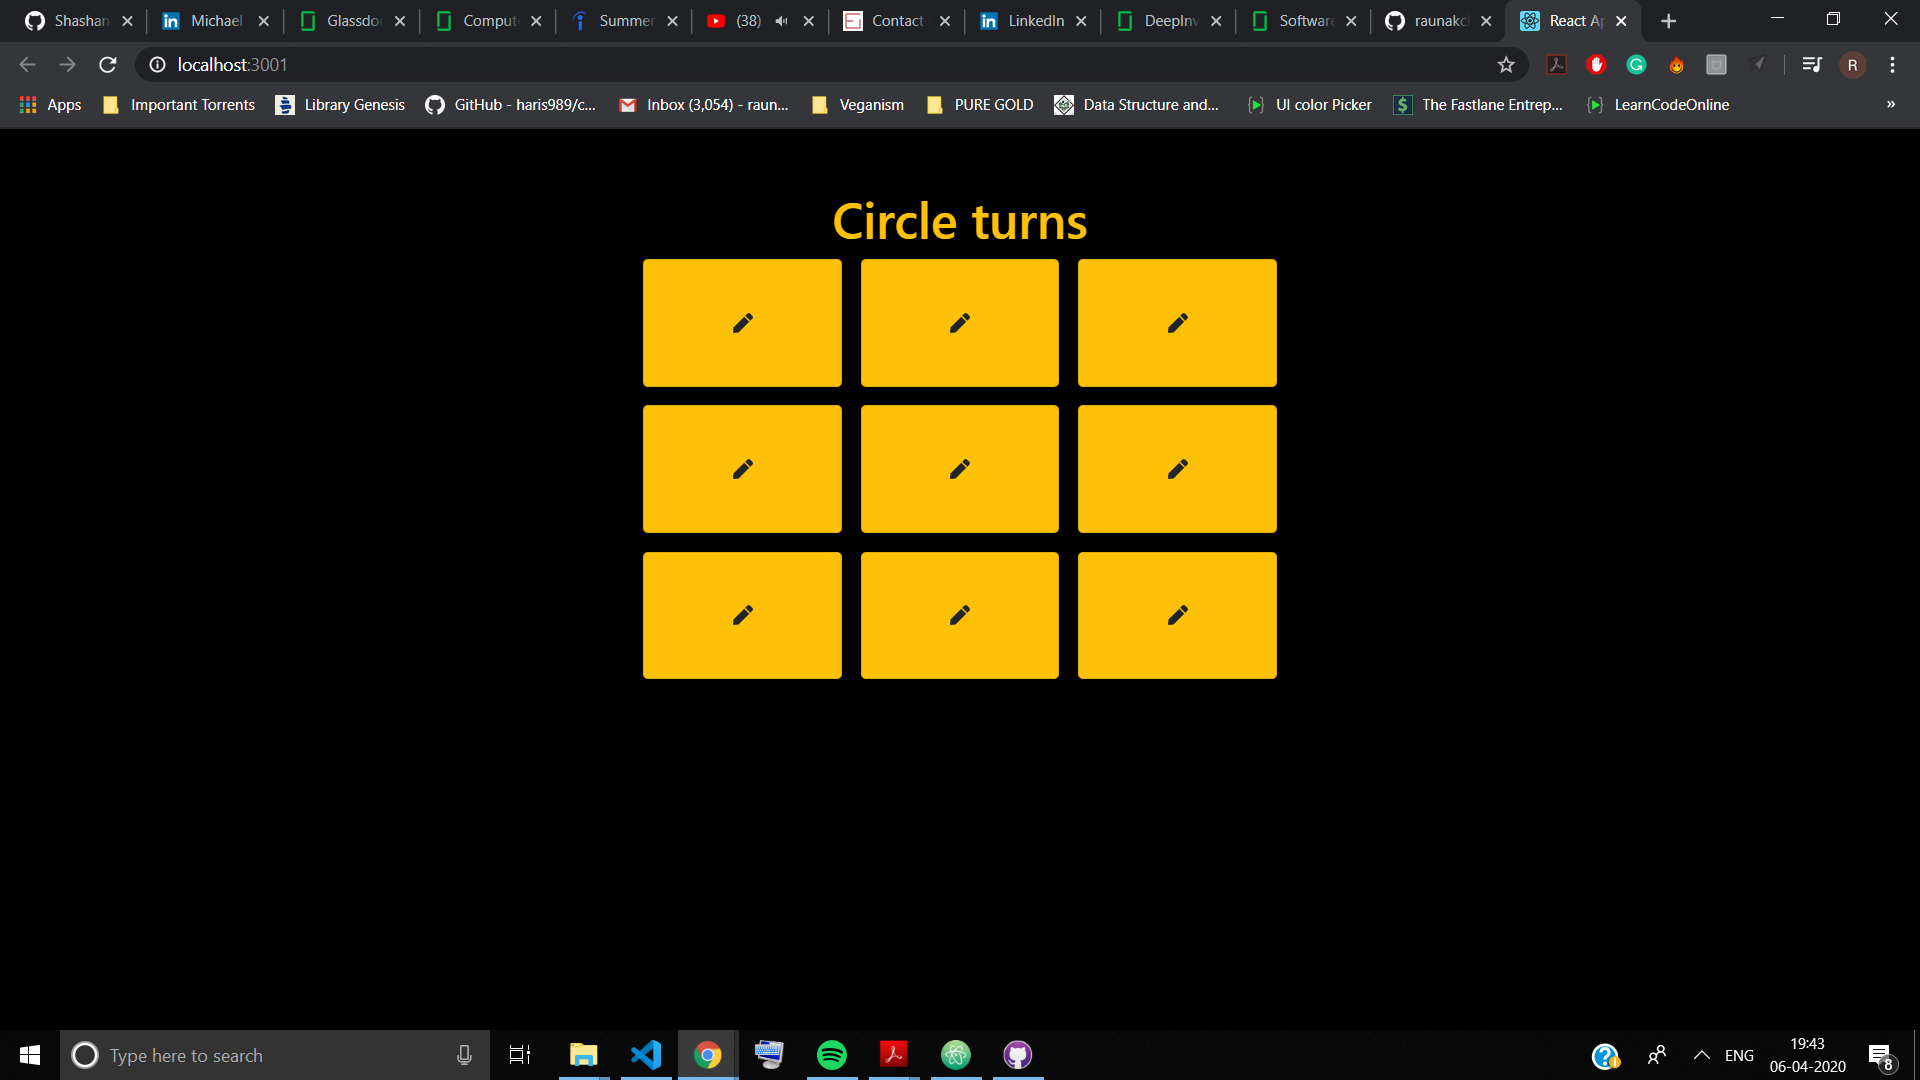 Shashan
Michael
Glassdo
Comput
Summer
(38)
Contact
LinkedIn
DeepInv
Software
raunakc
React Ap
localhost:3001
R
Apps
Important Torrents
Library Genesis
GitHub - haris989/c...
Inbox (3,054) - raun...
Veganism
PURE GOLD
Data Structure and...
UI color Picker
The Fastlane Entrep...
LearnCodeOnline
»
Circle turns
Type here to search
ENG
19:43
06-04-2020
8